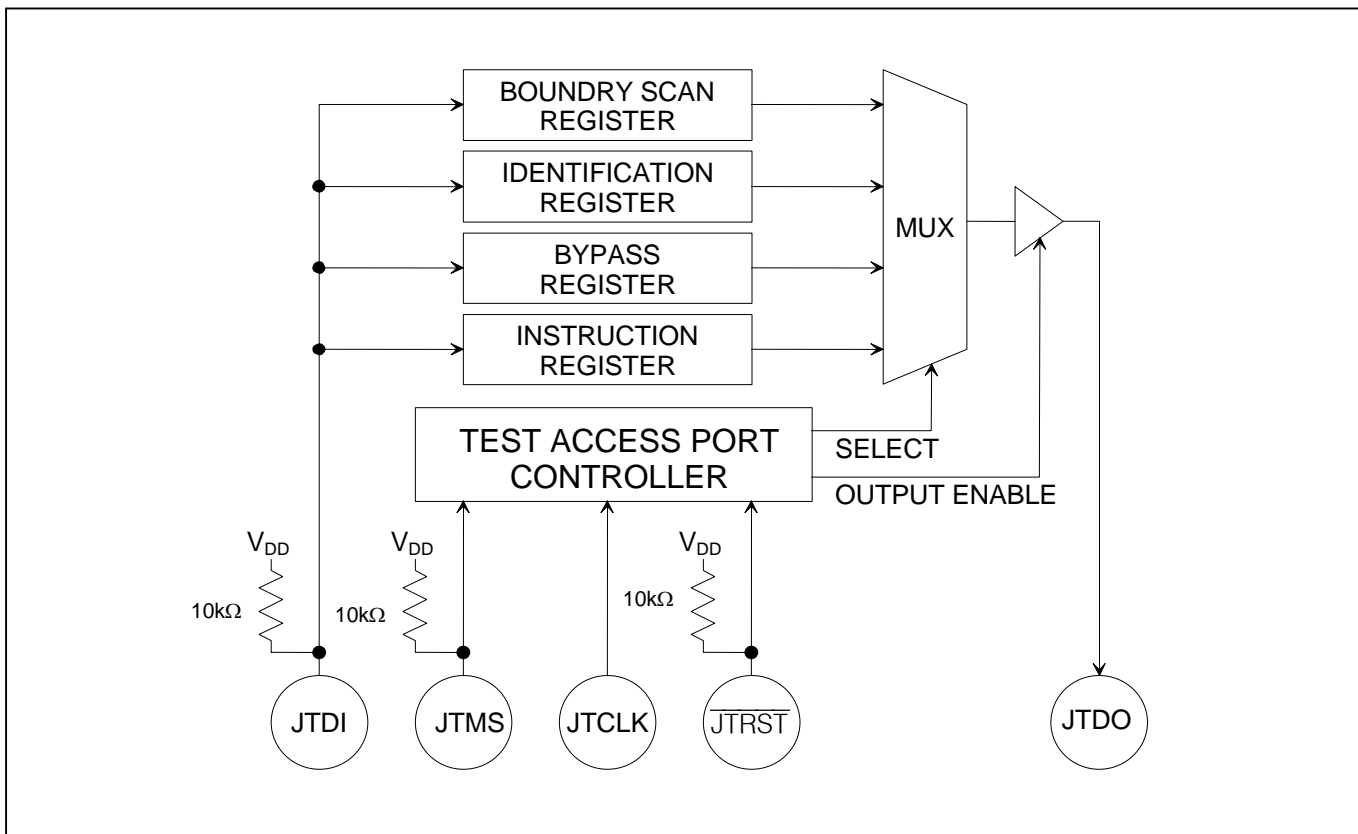 BOUNDRY SCAN
REGISTER
IDENTIFICATION
REGISTER
BYPASS
REGISTER
INSTRUCTION
REGISTER
MUX
TEST ACCESS PORT
CONTROLLER
SELECT
OUTPUT ENABLE
VDD
VDD
VDD
10kΩ
10kΩ
10kΩ
JTDI
JTMS
JTCLK
JTRST
JTDO